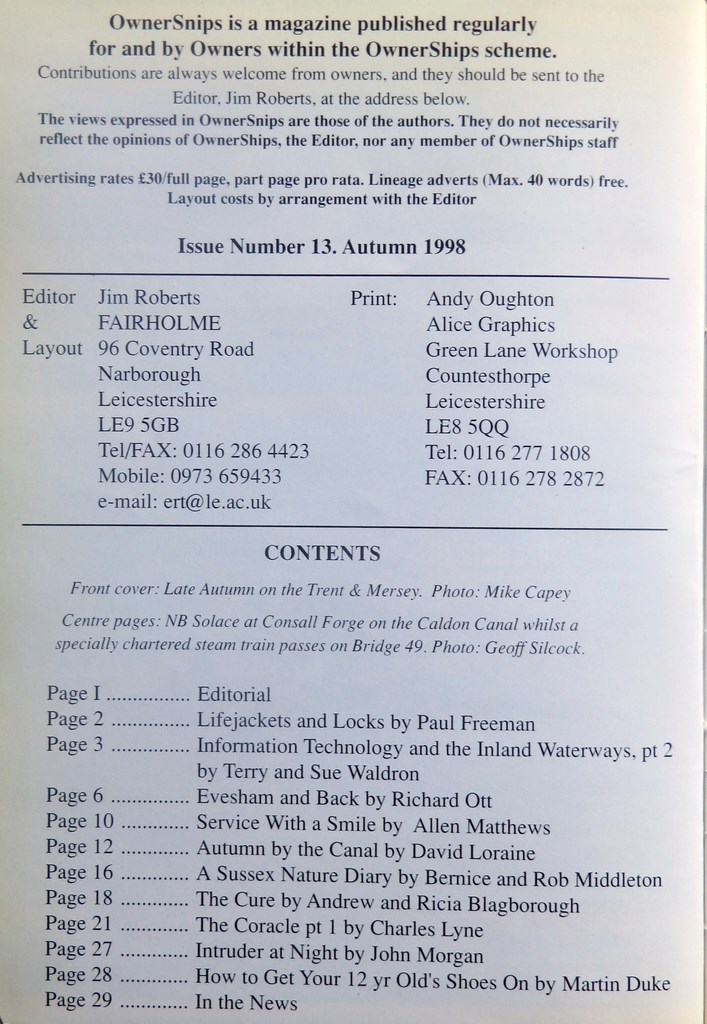 OwnerSnips is a magazine published regularly
for and by Owners within the OwnerShips scheme.
Contributions are always welcome from owners, and they should be sent to the
Editor, Jim Roberts, at the address below.
The views expressed in OwnerSnips are those of the authors. They do not necessarily
reflect the opinions of OwnerShips, the Editor, nor any member of OwnerShips staff
Advertising rates £30/full page, part page pro rata. Lineage adverts (Max. 40 words) free.
Layout costs by arrangement with the Editor
Issue Number 13. Autumn 1998
Editor & Layout
Jim Roberts
FAIRHOLME
96 Coventry Road
Narborough
Leicestershire
LE9 5GB
Tel/FAX: 0116 286 4423
Mobile: 0973 659433
e-mail: ert@le.ac.uk
Print: Andy Oughton
Alice Graphics
Green Lane Workshop
Countesthorpe
Leicestershire
LE8 5QQ
Tel: 0116 277 1808
FAX: 0116 278 2872
CONTENTS
Front cover: Late Autumn on the Trent & Mersey. Photo: Mike Capey
Centre pages: NB Solace at Consall Forge on the Caldon Canal whilst a
specially chartered steam train passes on Bridge 49. Photo: Geoff Silcock.
Page I ............... Editorial
Page 2 .............. Lifejackets and Locks by Paul Freeman
Page 3 .............. Information Technology and the Inland Waterways, pt 2
by Terry and Sue Waldron
Page 6 .............. Evesham and Back by Richard Ott
Page 10 ............ Service With a Smile by Allen Matthews
Page 12 ............ Autumn by the Canal by David Loraine
Page 16 ............ A Sussex Nature Diary by Bernice and Rob Middleton
Page 18 ............ The Cure by Andrew and Ricia Blagborough
Page 21 ............ The Coracle pt 1 by Charles Lyne
Page 27 ............ Intruder at Night by John Morgan
Page 28 ............ How to Get Your 12 yr Old's Shoes On by Martin Duke
Page 29 ............ In the News